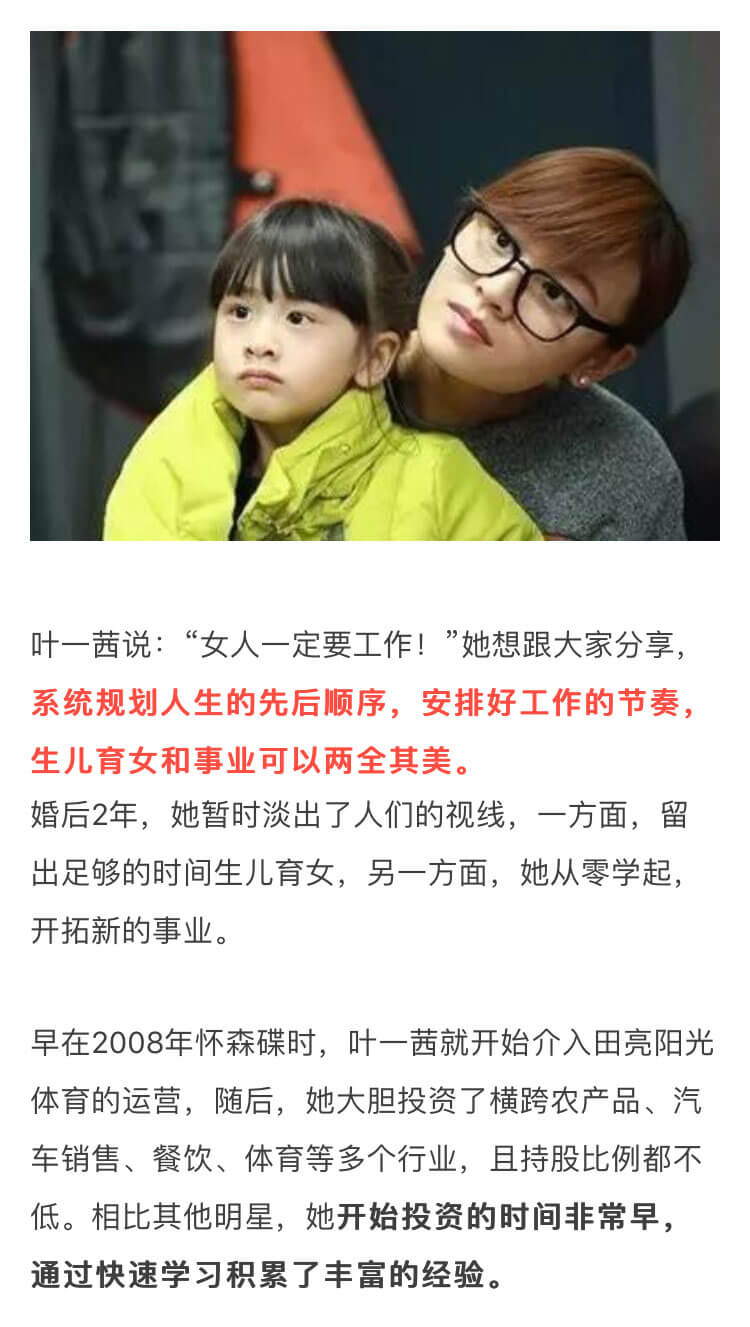 叶一茜说：“女人一定要工作！”她想跟大家分享，
系统规划人生的先后顺序，安排好工作的节奏，
生儿育女和事业可以两全其美。
婚后2年，她暂时淡出了人们的视线，一方面，留
出足够的时间生儿育女，另一方面，她从零学起，
开拓新的事业。
早在2008年怀森碟时，叶一茜就开始介入田亮阳光
体育的运营，随后，她大胆投资了横跨农产品、汽
车销售、餐饮、体育等多个行业，且持股比例都不
低。相比其他明星，她开始投资的时间非常早，
通过快速学习积累了丰富的经验。